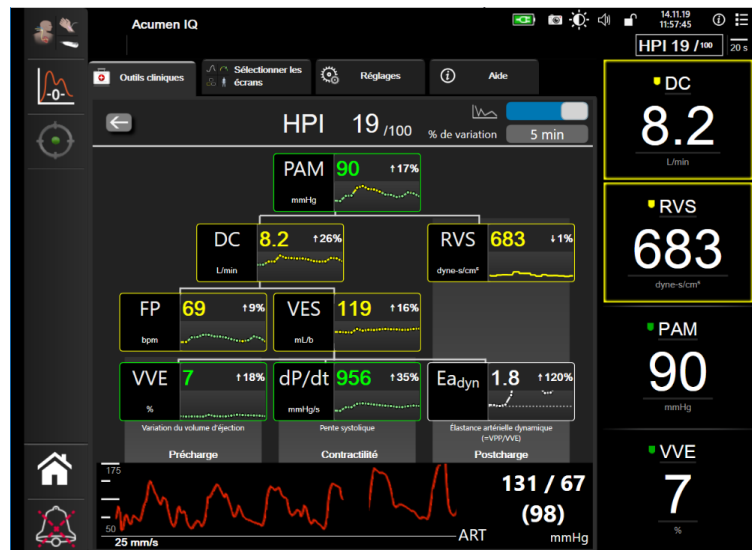 Acumen IQ
14.11.19
11:57:45
HPI 19 /100
20 s
-0-
Outils cliniques
Sélectionner les
écrans
Réglages
Aide
HPI 19 /100
% de variation
5 min
PAM 90 ↑17%
mmHg
DC 8.2 ↑26%
L/min
RVS 683 ↓1%
dyne-s/cm⁵
FP 69 ↑9%
bpm
VES 119 ↑16%
mL/b
VVE 7 ↑18%
%
dP/dt 956 ↑35%
mmHg/s
Eadyn 1.8 ↑120%
Variation du volume d'éjection
Pente systolique
Élastance artérielle dynamique
(=VPP/VVE)
Précharge
Contractilité
Postcharge
175
50
25 mm/s
ART
131 / 67
(98)
mmHg
DC
8.2
L/min
RVS
683
dyne-s/cm⁵
PAM
90
mmHg
VVE
7
%